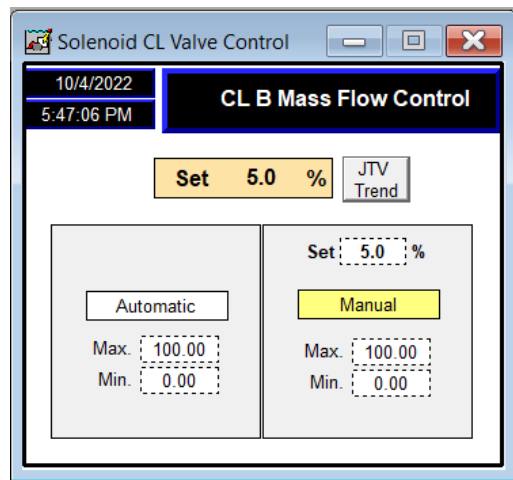 Solenoid CL Valve Control
10/4/2022
5:47:06 PM
CL B Mass Flow Control
Set 5.0 %
JTV
Trend
Automatic
Max. 100.00
Min. 0.00
Set 5.0 %
Manual
Max. 100.00
Min. 0.00